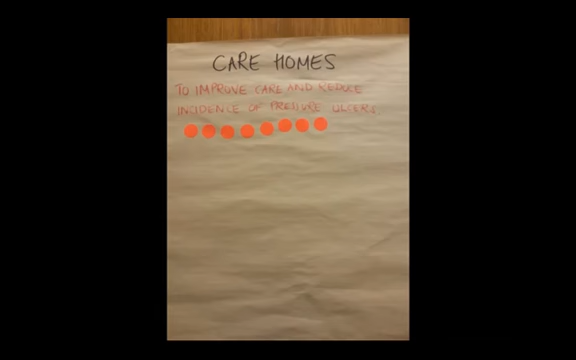 CARE HOMES
TO IMPROVE CARE AND REDUCE
INCIDENCE OF PRESSURE ULCERS.